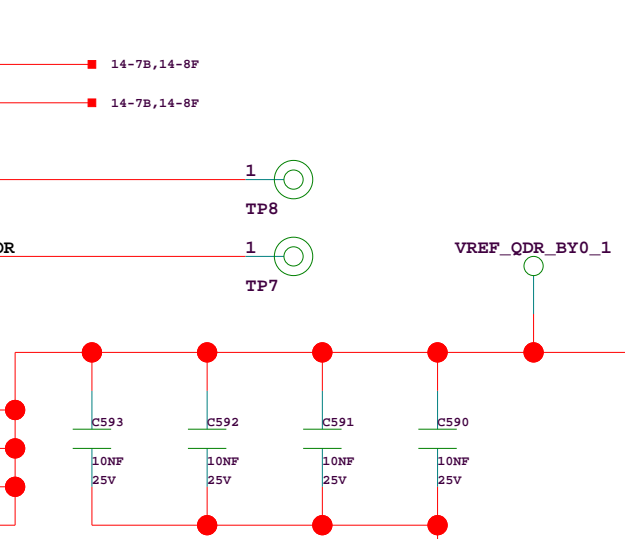 14-7B,14-8F
14-7B,14-8F
1
TP8
OR
1
VREF_QDR_BY0_1
TP7
C593
C592
C591
C590
10NF
10NF
10NF
10NF
25V
25V
25V
25V